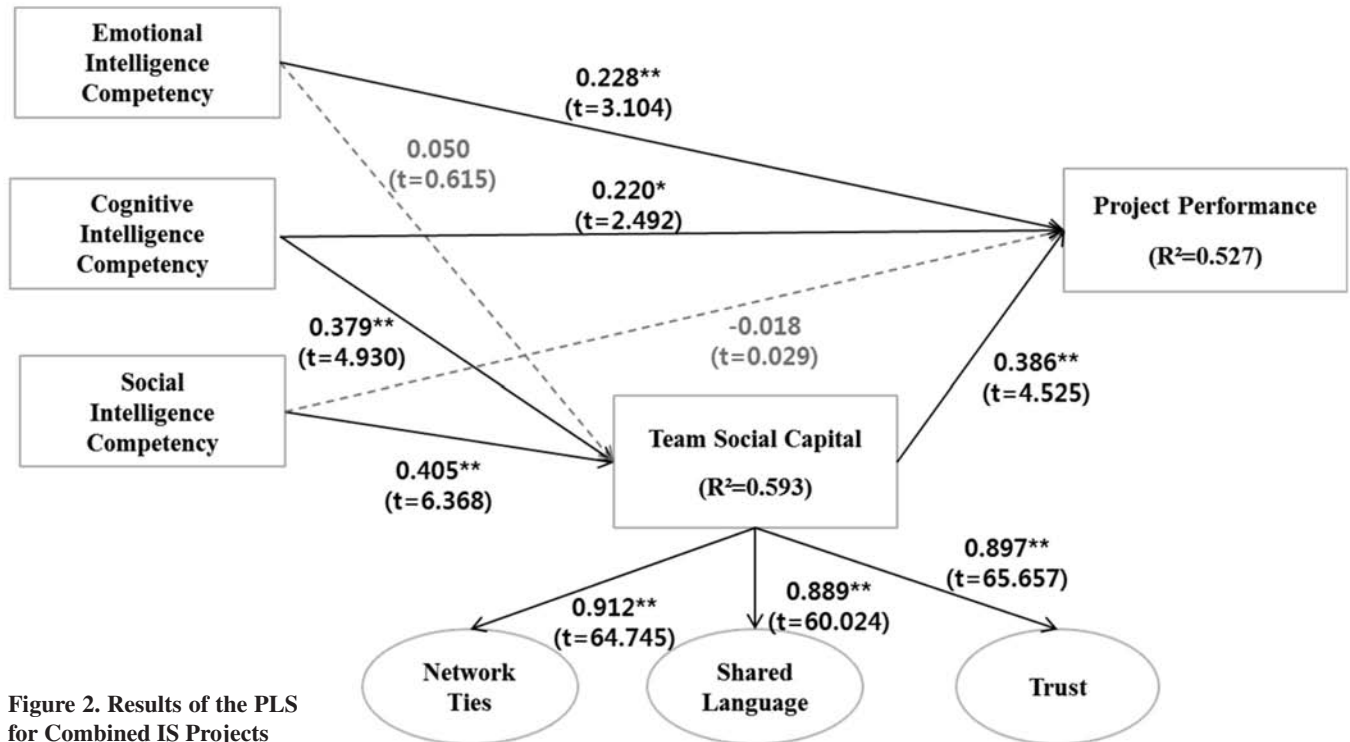 Emotional
Intelligence
Competency
0.228**
(t=3.104)
0.050
(t=0.615)
Cognitive
Intelligence
Competency
0.220*
(t=2.492)
Project Performance
(R²=0.527)
0.379**
(t=4.930)
-0.018
(t=0.029)
0.386**
(t=4.525)
Social
Intelligence
Competency
0.405**
(t=6.368)
Team Social Capital
(R²=0.593)
0.912**
(t=64.745)
0.889**
(t=60.024)
0.897**
(t=65.657)
Network
Ties
Shared
Language
Trust
Figure 2. Results of the PLS
for Combined IS Projects